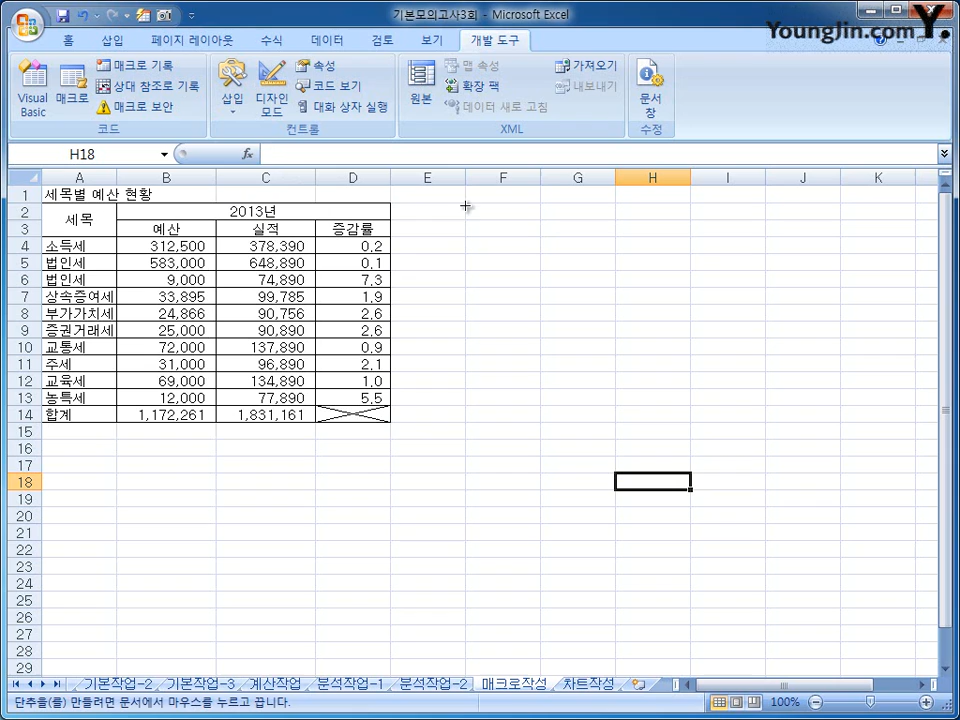 기본모의고사3회 - Microsoft Excel
Youngjin.com Y.
홈 삽입 페이지 레이아웃 수식 데이터 검토 보기 개발 도구
Visual Basic
매크로
매크로 기록
상대 참조로 기록
매크로 보안
코드
삽입
디자인 모드
속성
코드 보기
대화 상자 실행
컨트롤
원본
맵 속성
확장 팩
데이터 새로 고침
가져오기
내보내기
XML
문서 창
수정
H18 fx
A B C D E F G H I J K
1 세목별 예산 현황
2 세목 2013년
3 예산 실적 증감률
4 소득세 312,500 378,390 0.2
5 법인세 583,000 648,890 0.1
6 법인세 9,000 74,890 7.3
7 상속증여세 33,895 99,785 1.9
8 부가가치세 24,866 90,756 2.6
9 증권거래세 25,000 90,890 2.6
10 교통세 72,000 137,890 0.9
11 주세 31,000 96,890 2.1
12 교육세 69,000 134,890 1.0
13 농특세 12,000 77,890 5.5
14 합계 1,172,261 1,831,161
15
16
17
18
19
20
21
22
23
24
25
26
27
28
29
기본작업-2 기본작업-3 계산작업 분석작업-1 분석작업-2 매크로작성 차트작성
단추을(를) 만들려면 문서에서 마우스를 누르고 끕니다. 100%